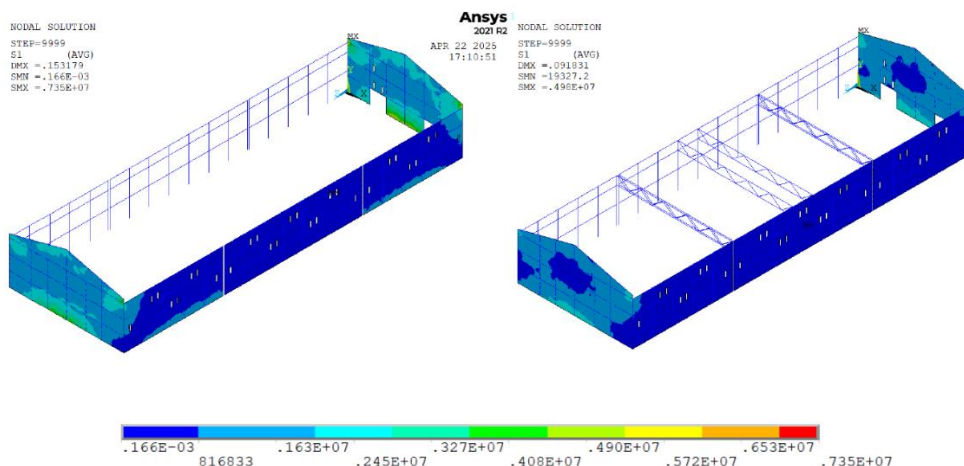 NODAL SOLUTION
STEP=9999
S1 (AVG)
DMX =.153179
SMN =.166E-03
SMX =.735E+07
Ansys
2021 R2
APR 22 2025
17:10:51
MX
X
NODAL SOLUTION
STEP=9999
S1 (AVG)
DMX =.091831
SMN =-19327.2
SMX =.498E+07
MX
X
.166E-03 .163E+07 .327E+07 .490E+07 .653E+07
816833 .245E+07 .408E+07 .572E+07 .735E+07